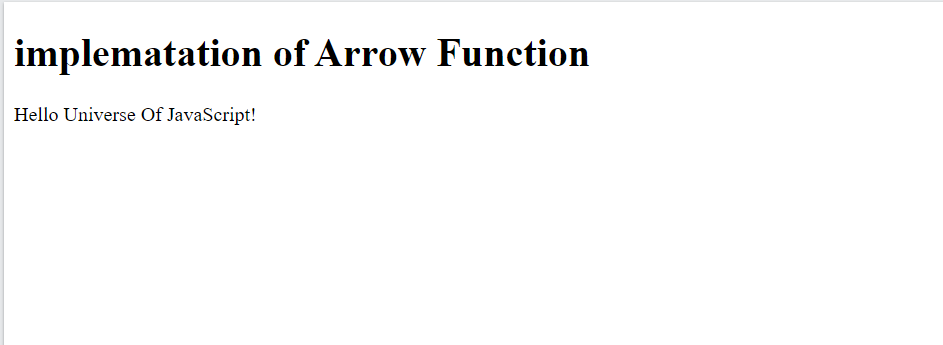 implematation of Arrow Function
Hello Universe Of JavaScript!